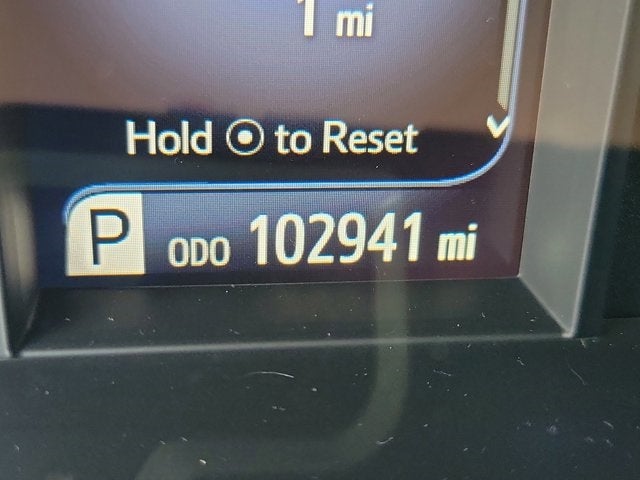 1 mi
Hold to Reset
P ODO 102941 mi